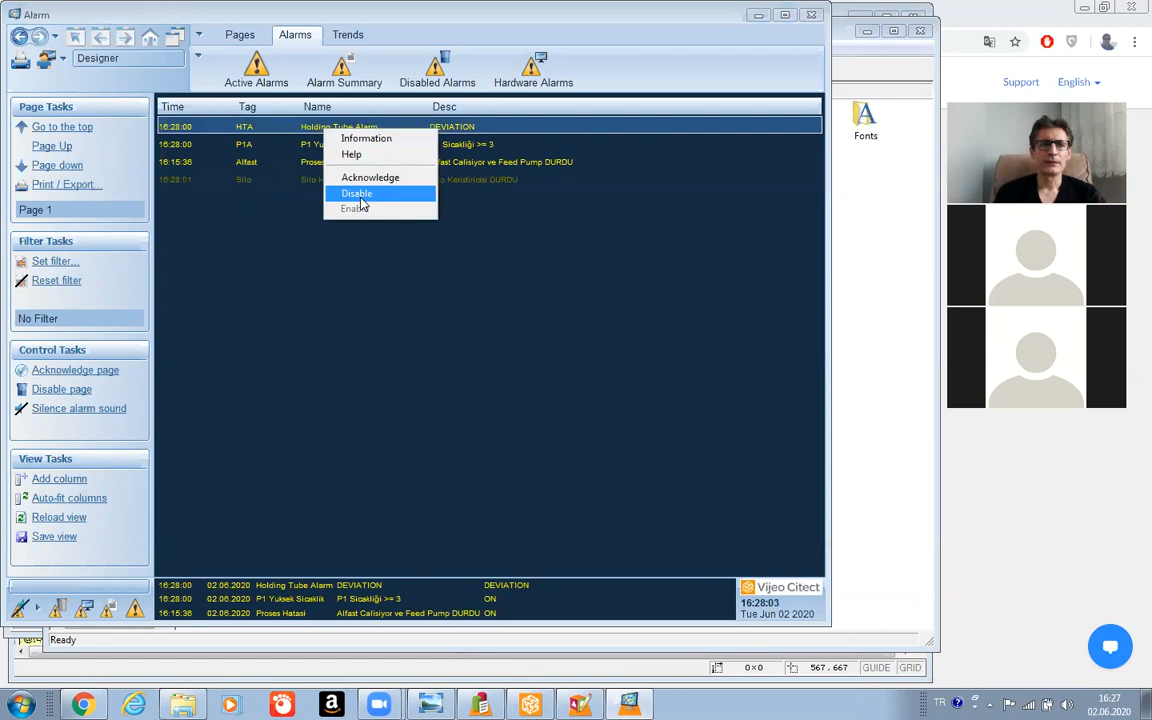 Alarm
Pages Alarms Trends
Designer
Active Alarms Alarm Summary Disabled Alarms Hardware Alarms
Page Tasks
Go to the top
Page Up
Page down
Print / Export...
Page 1
Filter Tasks
Set filter...
Reset filter
No Filter
Control Tasks
Acknowledge page
Disable page
Silence alarm sound
View Tasks
Add column
Auto-fit columns
Reload view
Save view
Time Tag Name Desc
16:28:00 HTA Holding Tube Alarm DEVIATION
16:28:00 P1A P1 Sicakliği >= 3
16:15:36 Alfast Proses Calisiyor ve Feed Pump DURDU
16:28:01 Silo Silo Karistiricisi DURDU
Information
Help
Acknowledge
Disable
16:28:00 02.06.2020 Holding Tube Alarm DEVIATION DEVIATION
16:28:00 02.06.2020 P1 Yuksek Sicaklik P1 Sicakliği >= 3 ON
16:15:36 02.06.2020 Proses Hatasi Alfast Calisiyor ve Feed Pump DURDU ON
Vijeo Citect
16:28:03
Tue Jun 02 2020
Ready
0×0 567, 667 GUIDE GRID
Fonts
Support English
TR
16:27
02.06.2020